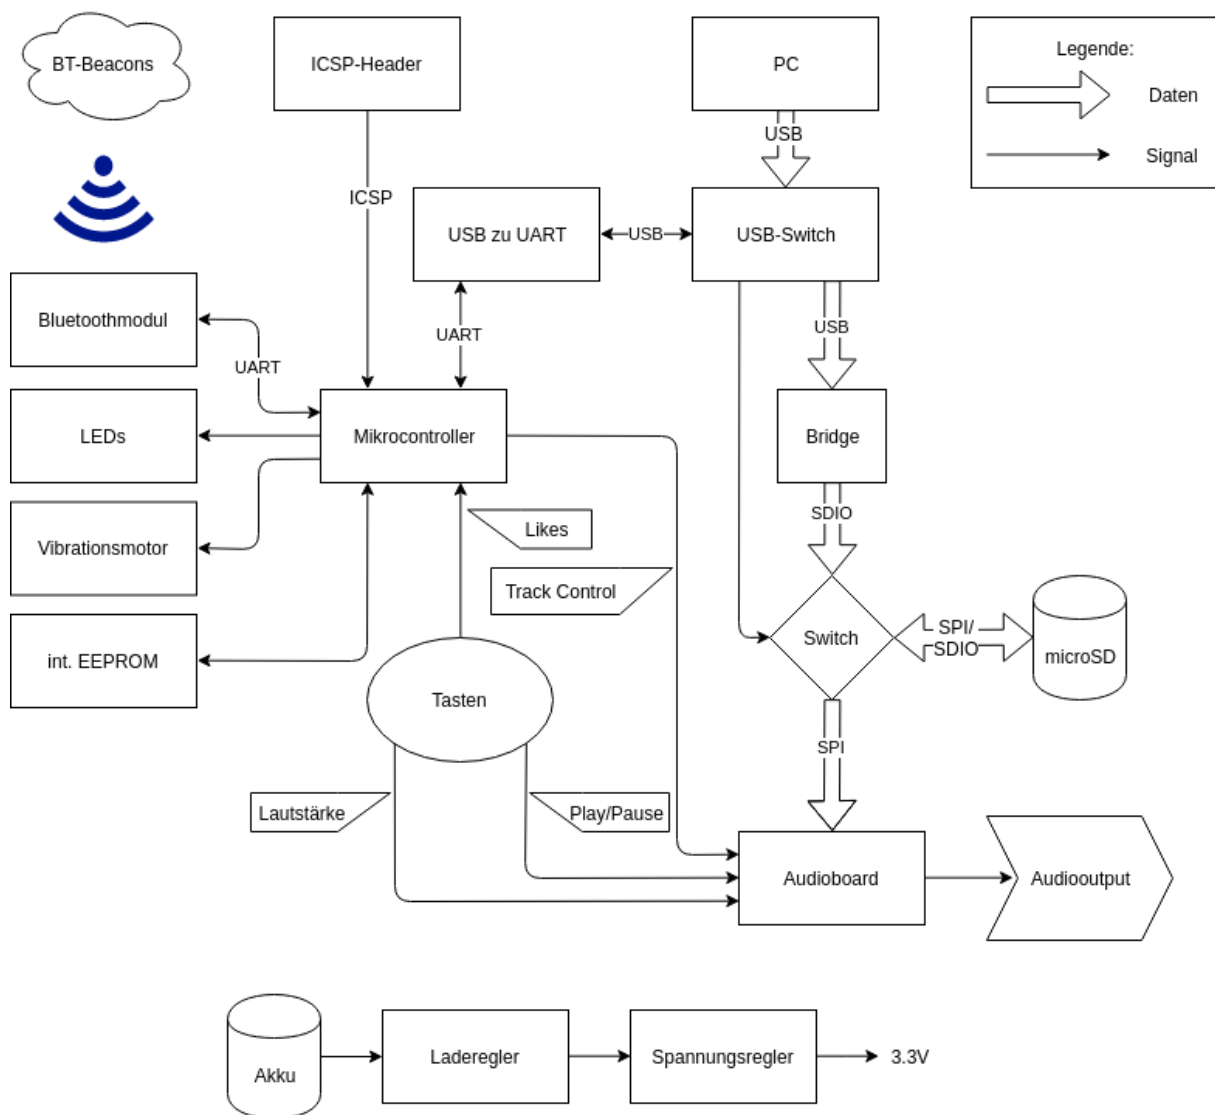 BT-Beacons
ICSP-Header
PC
Legende:
Daten
Signal
USB
ICSP
USB zu UART
USB
USB-Switch
Bluetoothmodul
UART
UART
USB
LEDs
Mikrocontroller
Bridge
SDIO
Vibrationsmotor
Likes
Track Control
int. EEPROM
Switch
SPI/
SDIO
microSD
Tasten
SPI
Lautstärke
Play/Pause
Audioboard
Audiooutput
Akku
Laderegler
Spannungsregler
3.3V